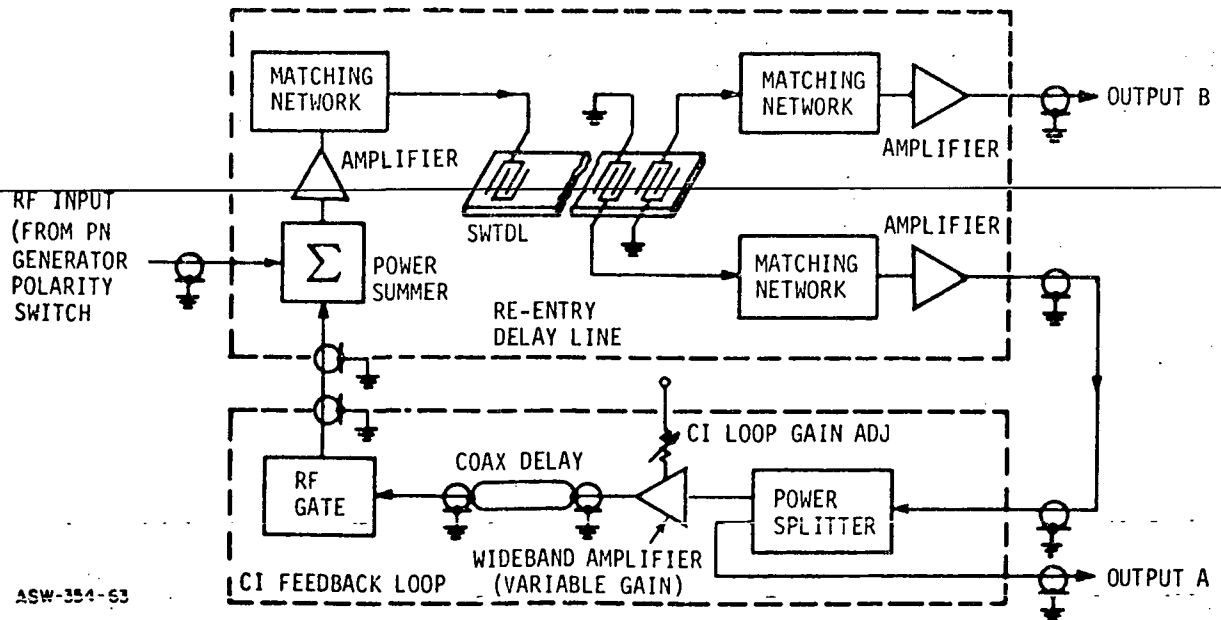 MATCHING
NETWORK
AMPLIFIER
MATCHING
NETWORK
AMPLIFIER
OUTPUT B
RF INPUT
(FROM PN
GENERATOR
POLARITY
SWITCH
Σ
POWER
SUMMER
SWTDL
RE-ENTRY
DELAY LINE
MATCHING
NETWORK
AMPLIFIER
CI LOOP GAIN ADJ
COAX DELAY
RF
GATE
WIDEBAND AMPLIFIER
(VARIABLE GAIN)
POWER
SPLITTER
CI FEEDBACK LOOP
OUTPUT A
ASW-354-63